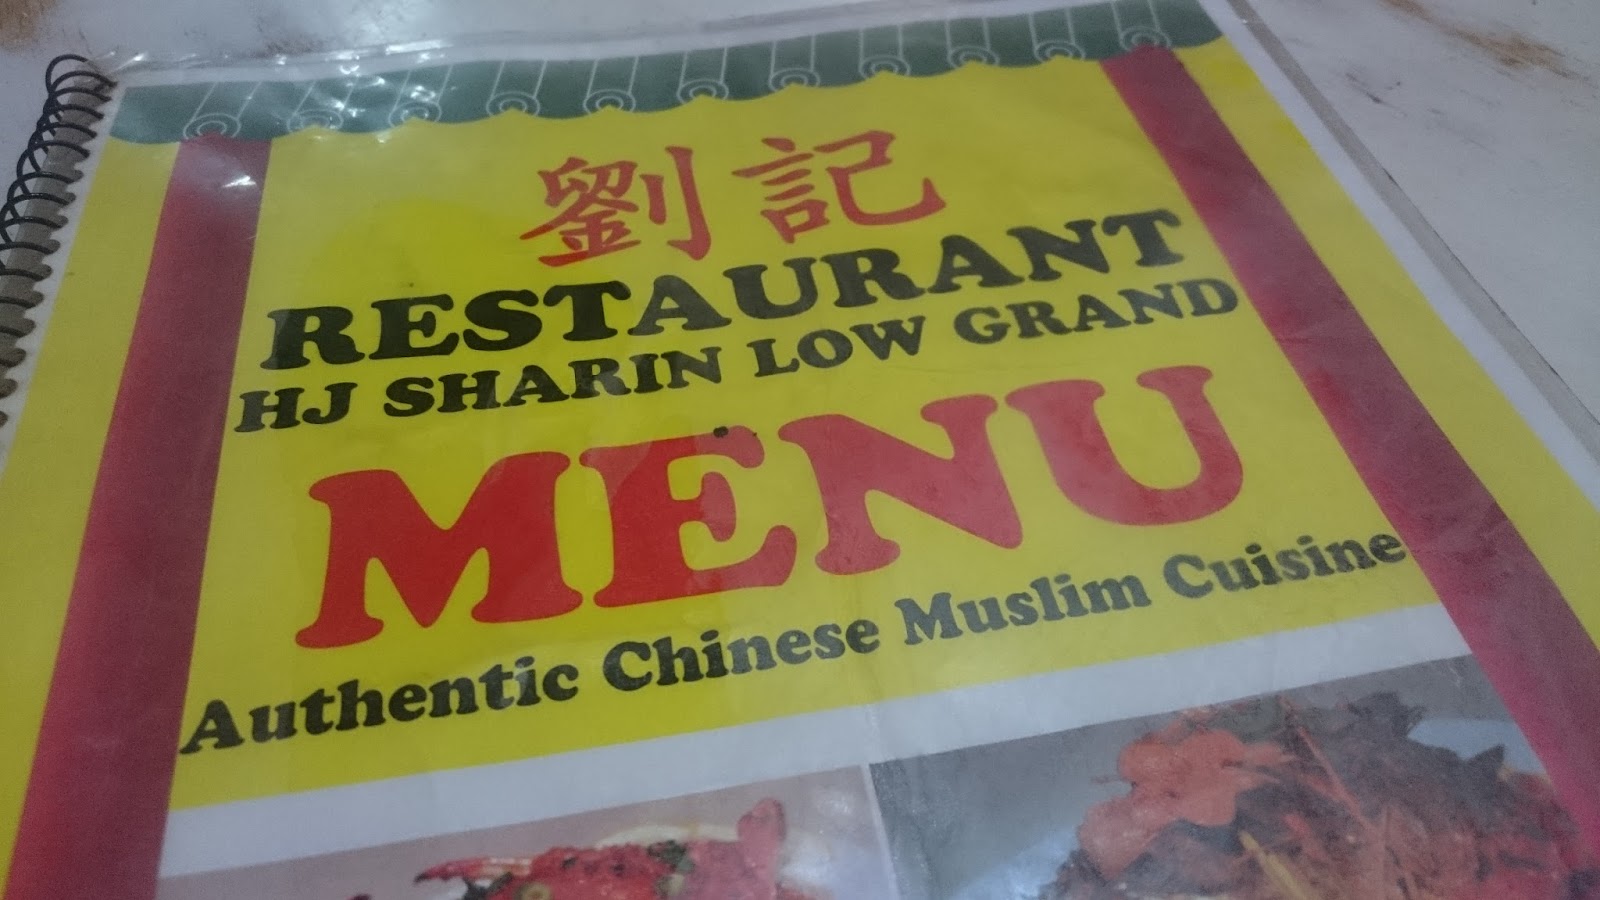 劉記
RESTAURANT
HJ SHARIN LOW GRAND
MENU
Authentic Chinese Muslim Cuisine